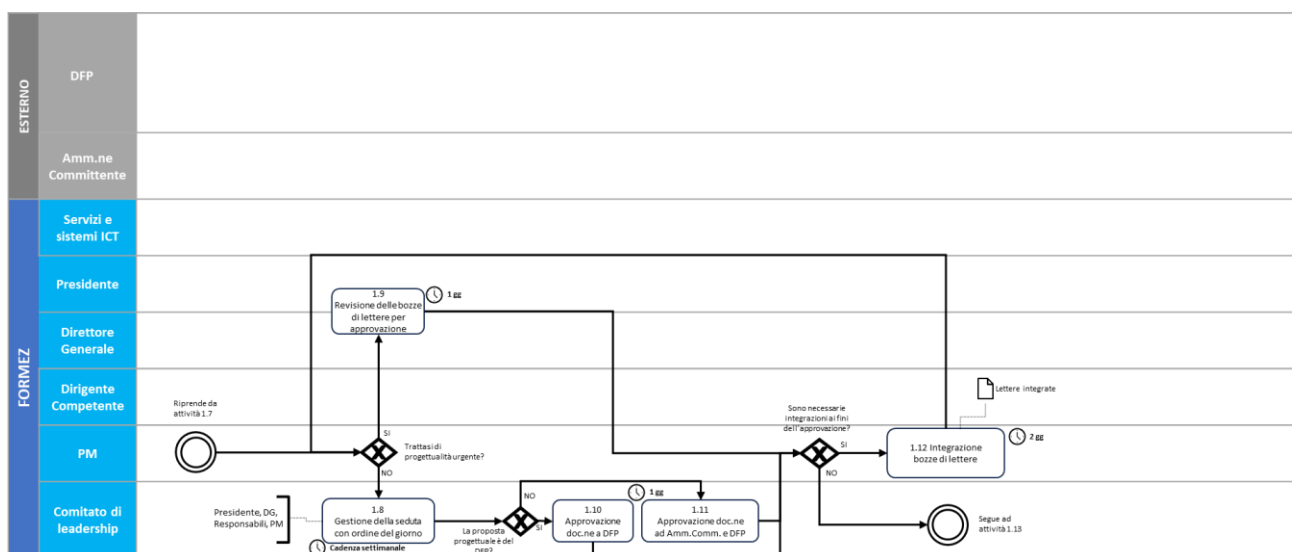 ESTERNO
DFP
Amm.ne
Committente
FORMEZ
Servizi e
sistemi ICT
Presidente
Direttore
Generale
Dirigente
Competente
PM
Comitato di
leadership
1.9
Revisione delle bozze
di lettere per
approvazione
1 gg
Riprende da
attività 1.7
SI
Trattasi di
progettualità urgente?
NO
Sono necessarie
integrazioni ai fini
dell'approvazione?
SI
NO
Lettere integrate
1.12 Integrazione
bozze di lettere
2 gg
Presidente, DG,
Responsabili, PM
1.8
Gestione della seduta
con ordine del giorno
Cadenza settimanale
La proposta
progettuale è del
DFP?
NO
SI
1.10
Approvazione
doc.ne a DFP
1 gg
1.11
Approvazione doc.ne
ad Amm.Comm. e DFP
Segue ad
attività 1.13